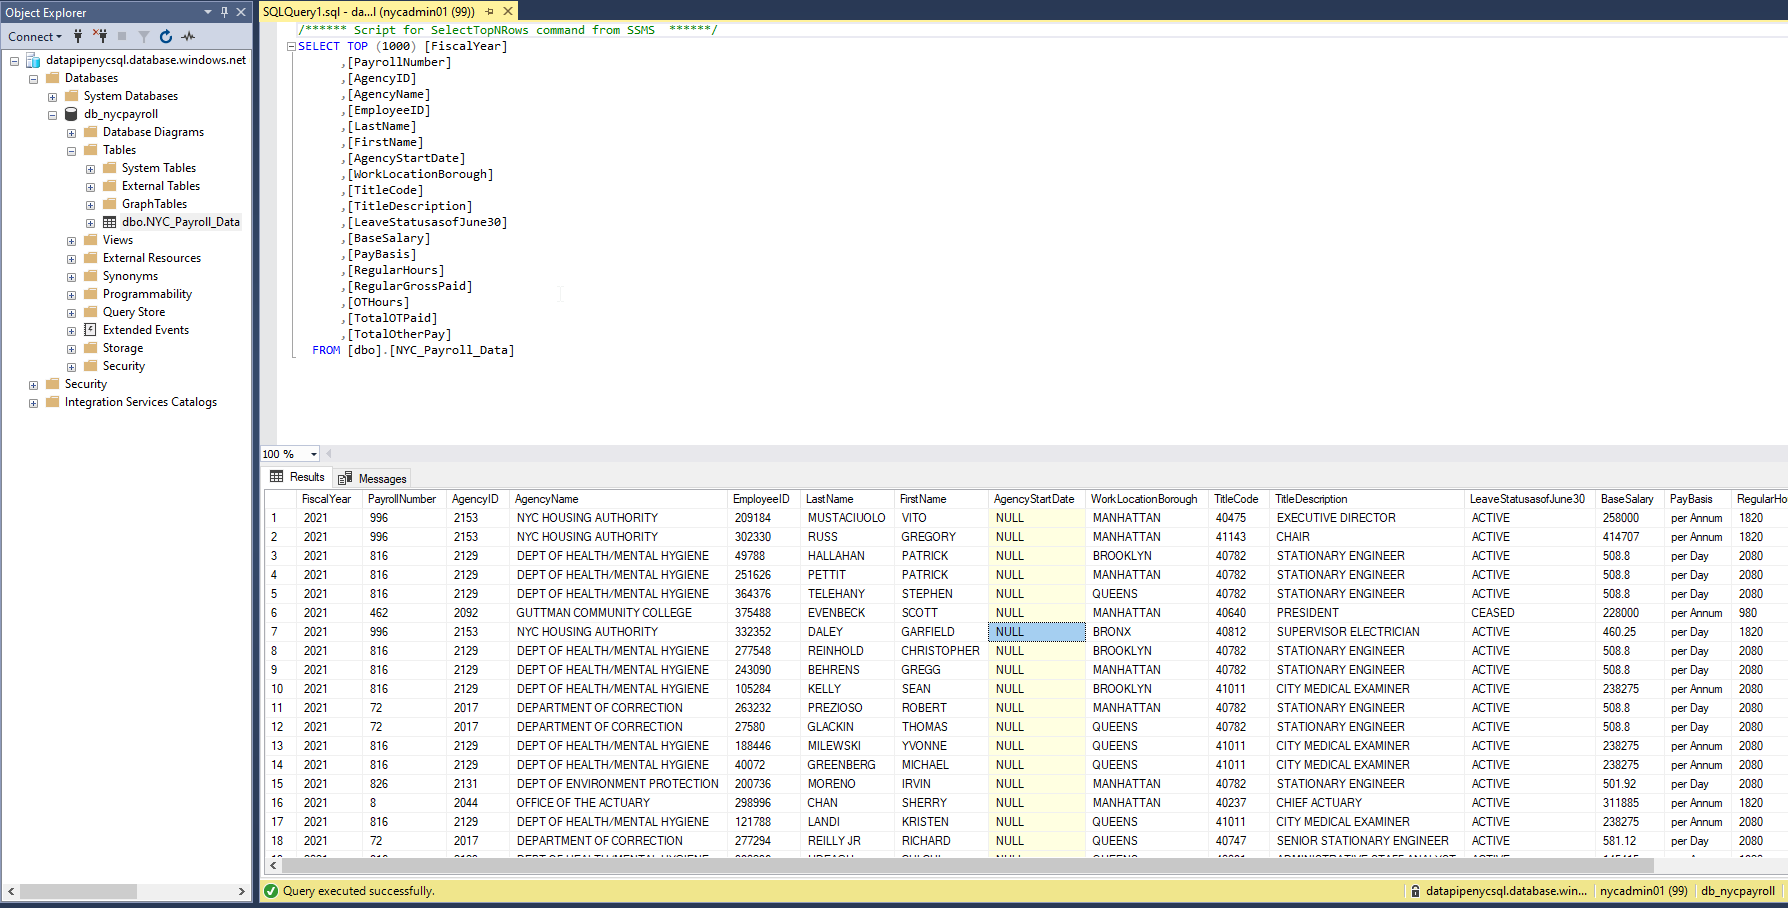 Object Explorer
Connect
datapipenycsql.database.windows.net
Databases
System Databases
db_nycpayroll
Database Diagrams
Tables
System Tables
External Tables
GraphTables
dbo.NYC_Payroll_Data
Views
External Resources
Synonyms
Programmability
Query Store
Extended Events
Storage
Security
Security
Integration Services Catalogs
SQLQuery1.sql - da...l (nycadmin01 (99))
/****** Script for SelectTopNRows command from SSMS  ******/
SELECT TOP (1000) [FiscalYear]
,[PayrollNumber]
,[AgencyID]
,[AgencyName]
,[EmployeeID]
,[LastName]
,[FirstName]
,[AgencyStartDate]
,[WorkLocationBorough]
,[TitleCode]
,[TitleDescription]
,[LeaveStatusasofJune30]
,[BaseSalary]
,[PayBasis]
,[RegularHours]
,[RegularGrossPaid]
,[OTHours]
,[TotalOTPaid]
,[TotalOtherPay]
FROM [dbo].[NYC_Payroll_Data]
100 %
Results Messages
FiscalYear PayrollNumber AgencyID AgencyName EmployeeID LastName FirstName AgencyStartDate WorkLocationBorough TitleCode TitleDescription LeaveStatusasofJune30 BaseSalary PayBasis RegularHo
1 2021 996 2153 NYC HOUSING AUTHORITY 209184 MUSTACIUOLO VITO NULL MANHATTAN 40475 EXECUTIVE DIRECTOR ACTIVE 258000 per Annum 1820
2 2021 996 2153 NYC HOUSING AUTHORITY 302330 RUSS GREGORY NULL MANHATTAN 41143 CHAIR ACTIVE 414707 per Annum 1820
3 2021 816 2129 DEPT OF HEALTH/MENTAL HYGIENE 49788 HALLAHAN PATRICK NULL BROOKLYN 40782 STATIONARY ENGINEER ACTIVE 508.8 per Day 2080
4 2021 816 2129 DEPT OF HEALTH/MENTAL HYGIENE 251626 PETTIT PATRICK NULL MANHATTAN 40782 STATIONARY ENGINEER ACTIVE 508.8 per Day 2080
5 2021 816 2129 DEPT OF HEALTH/MENTAL HYGIENE 364376 TELEHANY STEPHEN NULL QUEENS 40782 STATIONARY ENGINEER ACTIVE 508.8 per Day 2080
6 2021 462 2092 GUTTMAN COMMUNITY COLLEGE 375488 EVENBECK SCOTT NULL MANHATTAN 40640 PRESIDENT CEASED 228000 per Annum 980
7 2021 996 2153 NYC HOUSING AUTHORITY 332352 DALEY GARFIELD NULL BRONX 40812 SUPERVISOR ELECTRICIAN ACTIVE 460.25 per Day 1820
8 2021 816 2129 DEPT OF HEALTH/MENTAL HYGIENE 277548 REINHOLD CHRISTOPHER NULL BROOKLYN 40782 STATIONARY ENGINEER ACTIVE 508.8 per Day 2080
9 2021 816 2129 DEPT OF HEALTH/MENTAL HYGIENE 243090 BEHRENS GREGG NULL MANHATTAN 40782 STATIONARY ENGINEER ACTIVE 508.8 per Day 2080
10 2021 816 2129 DEPT OF HEALTH/MENTAL HYGIENE 105284 KELLY SEAN NULL BROOKLYN 41011 CITY MEDICAL EXAMINER ACTIVE 238275 per Annum 2080
11 2021 72 2017 DEPARTMENT OF CORRECTION 263232 PREZIOSO ROBERT NULL MANHATTAN 40782 STATIONARY ENGINEER ACTIVE 508.8 per Day 2080
12 2021 72 2017 DEPARTMENT OF CORRECTION 27580 GLACKIN THOMAS NULL QUEENS 40782 STATIONARY ENGINEER ACTIVE 508.8 per Day 2080
13 2021 816 2129 DEPT OF HEALTH/MENTAL HYGIENE 188446 MILEWSKI YVONNE NULL QUEENS 41011 CITY MEDICAL EXAMINER ACTIVE 238275 per Annum 2080
14 2021 816 2129 DEPT OF HEALTH/MENTAL HYGIENE 40072 GREENBERG MICHAEL NULL QUEENS 41011 CITY MEDICAL EXAMINER ACTIVE 238275 per Annum 2080
15 2021 826 2131 DEPT OF ENVIRONMENT PROTECTION 200736 MORENO IRVIN NULL MANHATTAN 40782 STATIONARY ENGINEER ACTIVE 501.92 per Day 2080
16 2021 8 2044 OFFICE OF THE ACTUARY 298996 CHAN SHERRY NULL MANHATTAN 40237 CHIEF ACTUARY ACTIVE 311885 per Annum 1820
17 2021 816 2129 DEPT OF HEALTH/MENTAL HYGIENE 121788 LANDI KRISTEN NULL QUEENS 41011 CITY MEDICAL EXAMINER ACTIVE 238275 per Annum 2080
18 2021 72 2017 DEPARTMENT OF CORRECTION 277294 REILLY JR RICHARD NULL QUEENS 40747 SENIOR STATIONARY ENGINEER ACTIVE 581.12 per Day 2080
Query executed successfully.
datapipenycsql.database.win... nycadmin01 (99) db_nycpayroll